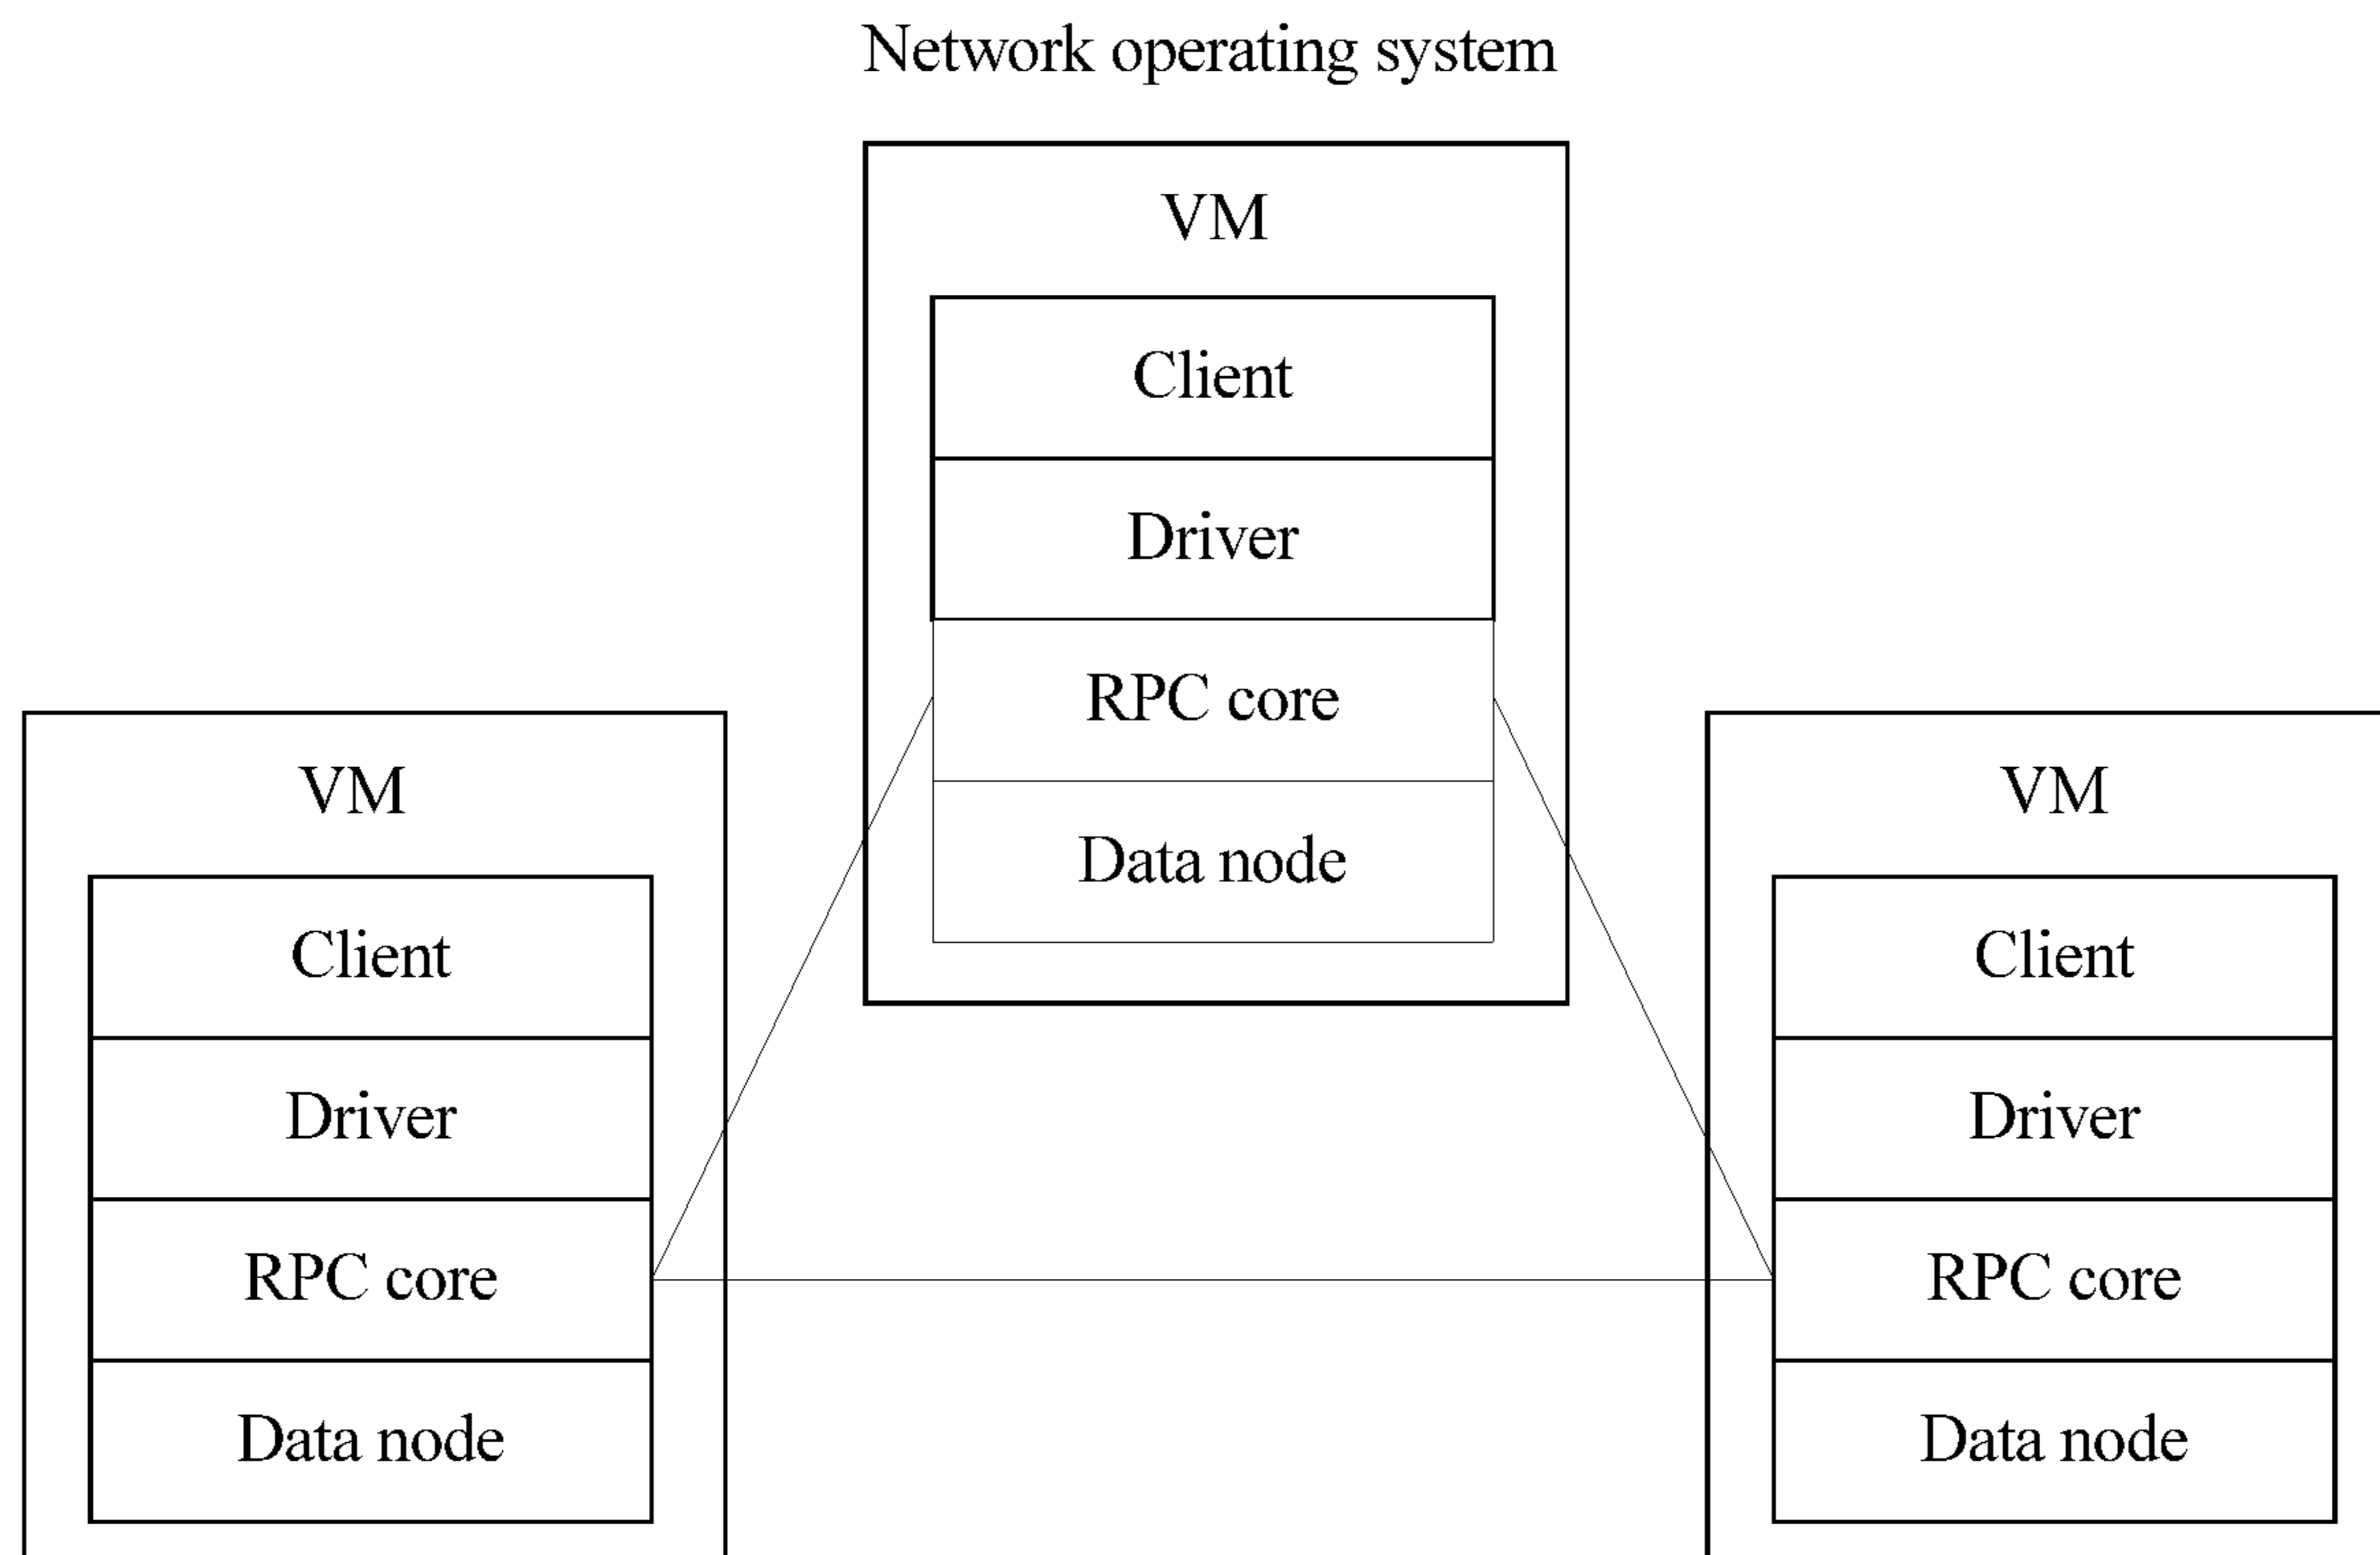 Network operating system
VM
Client
Driver
RPC core
Data node
VM
Client
Driver
RPC core
Data node
VM
Client
Driver
RPC core
Data node